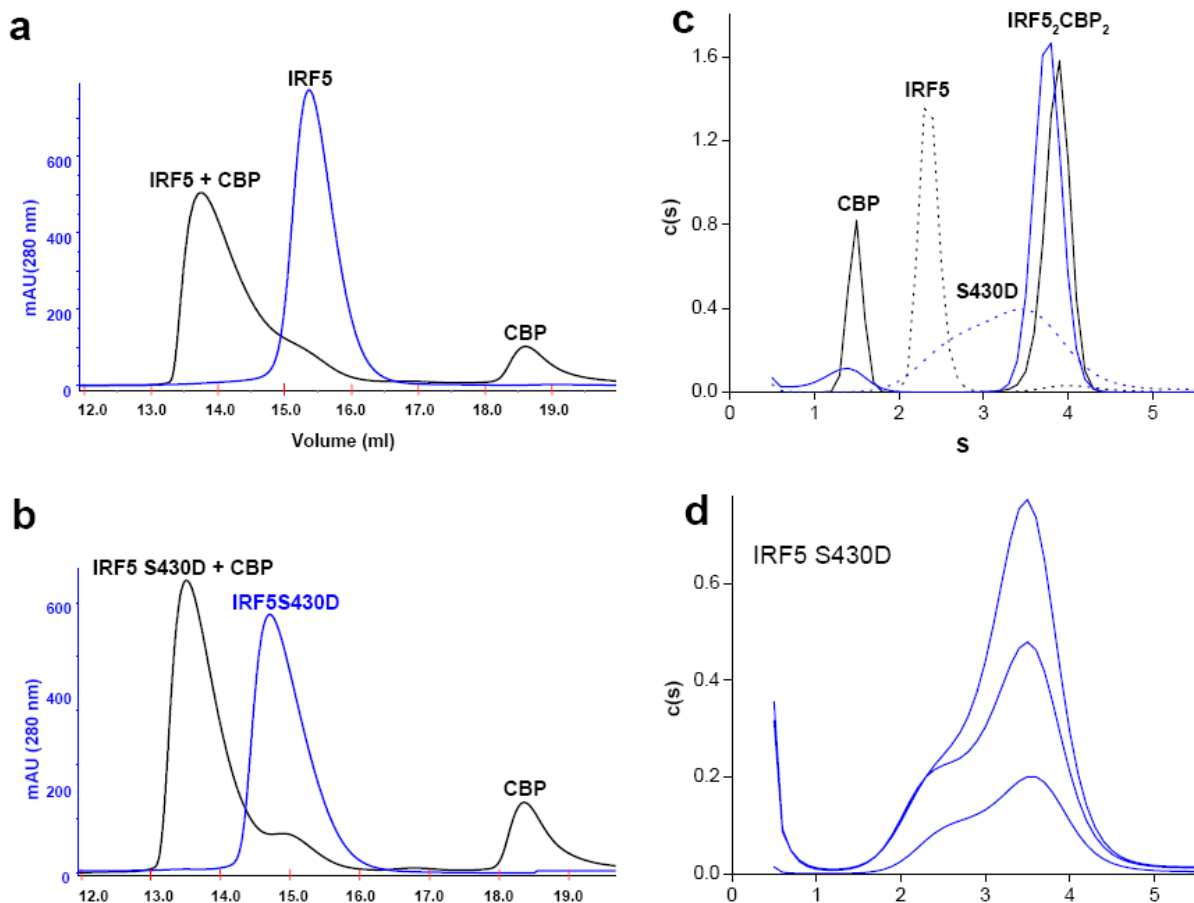 a
IRF5
IRF5 + CBP
CBP
mAU(280 nm)
600
400
200
0
12.0 13.0 14.0 15.0 16.0 17.0 18.0 19.0
Volume (ml)
b
IRF5 S430D + CBP
IRF5S430D
CBP
mAU (280 nm)
600
400
200
0
12.0 13.0 14.0 15.0 16.0 17.0 18.0 19.0
c
IRF5₂CBP₂
IRF5
CBP
S430D
c(s)
1.6
1.2
0.8
0.4
0.0
0 1 2 3 4 5
S
d
IRF5 S430D
c(s)
0.6
0.4
0.2
0.0
0 1 2 3 4 5